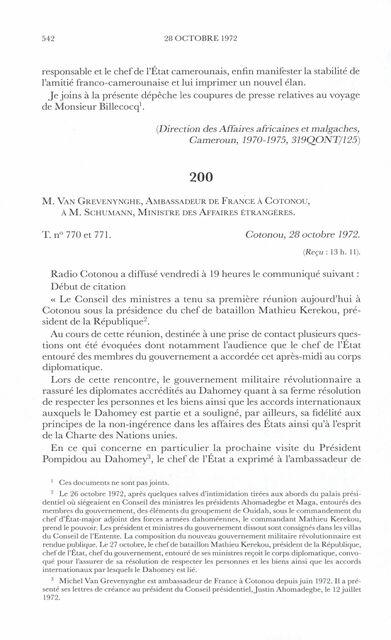 542
28 OCTOBRE 1972
responsable et le chef de l'État camerounais, enfin manifester la stabilité de
l'amitié franco-camerounaise et lui imprimer un nouvel élan.
Je joins à la présente dépêche les coupures de presse relatives au voyage
de Monsieur Billecocq¹.
(Direction des Affaires africaines et malgaches,
Cameroun, 1970-1975, 319QONT/125)
200
M. VAN GREVENYNGHE, AMBASSADEUR DE FRANCE À COTONOU,
À M. SCHUMANN, MINISTRE DES AFFAIRES ÉTRANGÈRES.
T. n° 770 et 771.
Cotonou, 28 octobre 1972.
(Reçu : 13 h. 11).
Radio Cotonou a diffusé vendredi à 19 heures le communiqué suivant :
Début de citation
« Le Conseil des ministres a tenu sa première réunion aujourd'hui à
Cotonou sous la présidence du chef de bataillon Mathieu Kerekou, pré-
sident de la République².
Au cours de cette réunion, destinée à une prise de contact plusieurs ques-
tions ont été évoquées dont notamment l'audience que le chef de l'État
entouré des membres du gouvernement a accordée cet après-midi au corps
diplomatique.
Lors de cette rencontre, le gouvernement militaire révolutionnaire a
rassuré les diplomates accrédités au Dahomey quant à sa ferme résolution
de respecter les personnes et les biens ainsi que les accords internationaux
auxquels le Dahomey est partie et a souligné, par ailleurs, sa fidélité aux
principes de la non-ingérence dans les affaires des États ainsi qu'à l'esprit
de la Charte des Nations unies.
En ce qui concerne en particulier la prochaine visite du Président
Pompidou au Dahomey³, le chef de l'État a exprimé à l'ambassadeur de
¹ Ces documents ne sont pas joints.
² Le 26 octobre 1972, après quelques salves d'intimidation tirées aux abords du palais prési-
dentiel où siégeaient en Conseil des ministres les présidents Ahomadegbe et Maga, entourés des
membres du gouvernement, des éléments du groupement de Ouidah, sous le commandement du
chef d'État-major adjoint des forces armées dahoméennes, le commandant Mathieu Kerekou,
prend le pouvoir. Les présidents et ministres du gouvernement dissout sont consignés dans les villas
du Conseil de l'Entente. La composition du nouveau gouvernement militaire révolutionnaire est
rendue publique. Le 27 octobre, le chef de bataillon Mathieu Kerekou, président de la République,
chef de l'État, chef du gouvernement, entouré de ses ministres reçoit le corps diplomatique, convo-
qué pour l'assurer de sa résolution de respecter les personnes et les biens ainsi que les accords
internationaux par lesquels le Dahomey est lié.
³ Michel Van Grevenynghe est ambassadeur de France à Cotonou depuis juin 1972. Il a pré-
senté ses lettres de créance au président du Conseil présidentiel, Justin Ahomadegbe, le 12 juillet
1972.